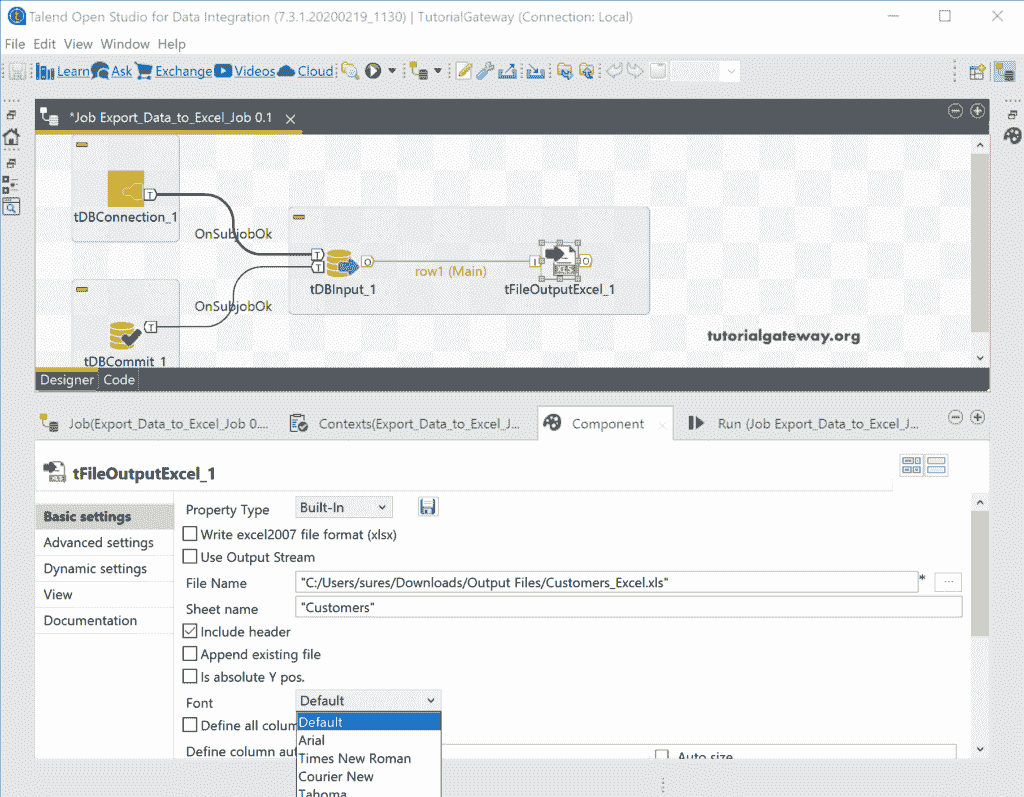 Talend Open Studio for Data Integration (7.3.1.20200219_1130) | TutorialGateway (Connection: Local)
File Edit View Window Help
Learn Ask Exchange Videos Cloud
*Job Export_Data_to_Excel_Job 0.1
T
tDBConnection_1
OnSubjobOk
T
T
O
row1 (Main)
I
XLS
O
tDBInput_1
tFileOutputExcel_1
OnSubjobOk
T
tutorialgateway.org
tDBCommit_1
Designer Code
Job(Export_Data_to_Excel_Job 0.... Contexts(Export_Data_to_Excel_J... Component Run (Job Export_Data_to_Excel_J...
XLS tFileOutputExcel_1
Basic settings
Advanced settings
Dynamic settings
View
Documentation
Property Type Built-In
Write excel2007 file format (xlsx)
Use Output Stream
File Name "C:/Users/sures/Downloads/Output Files/Customers_Excel.xls" * ...
Sheet name "Customers"
Include header
Append existing file
Is absolute Y pos.
Font Default
Define all colum
Define column aut
Auto size
Default
Arial
Times New Roman
Courier New
Tahoma